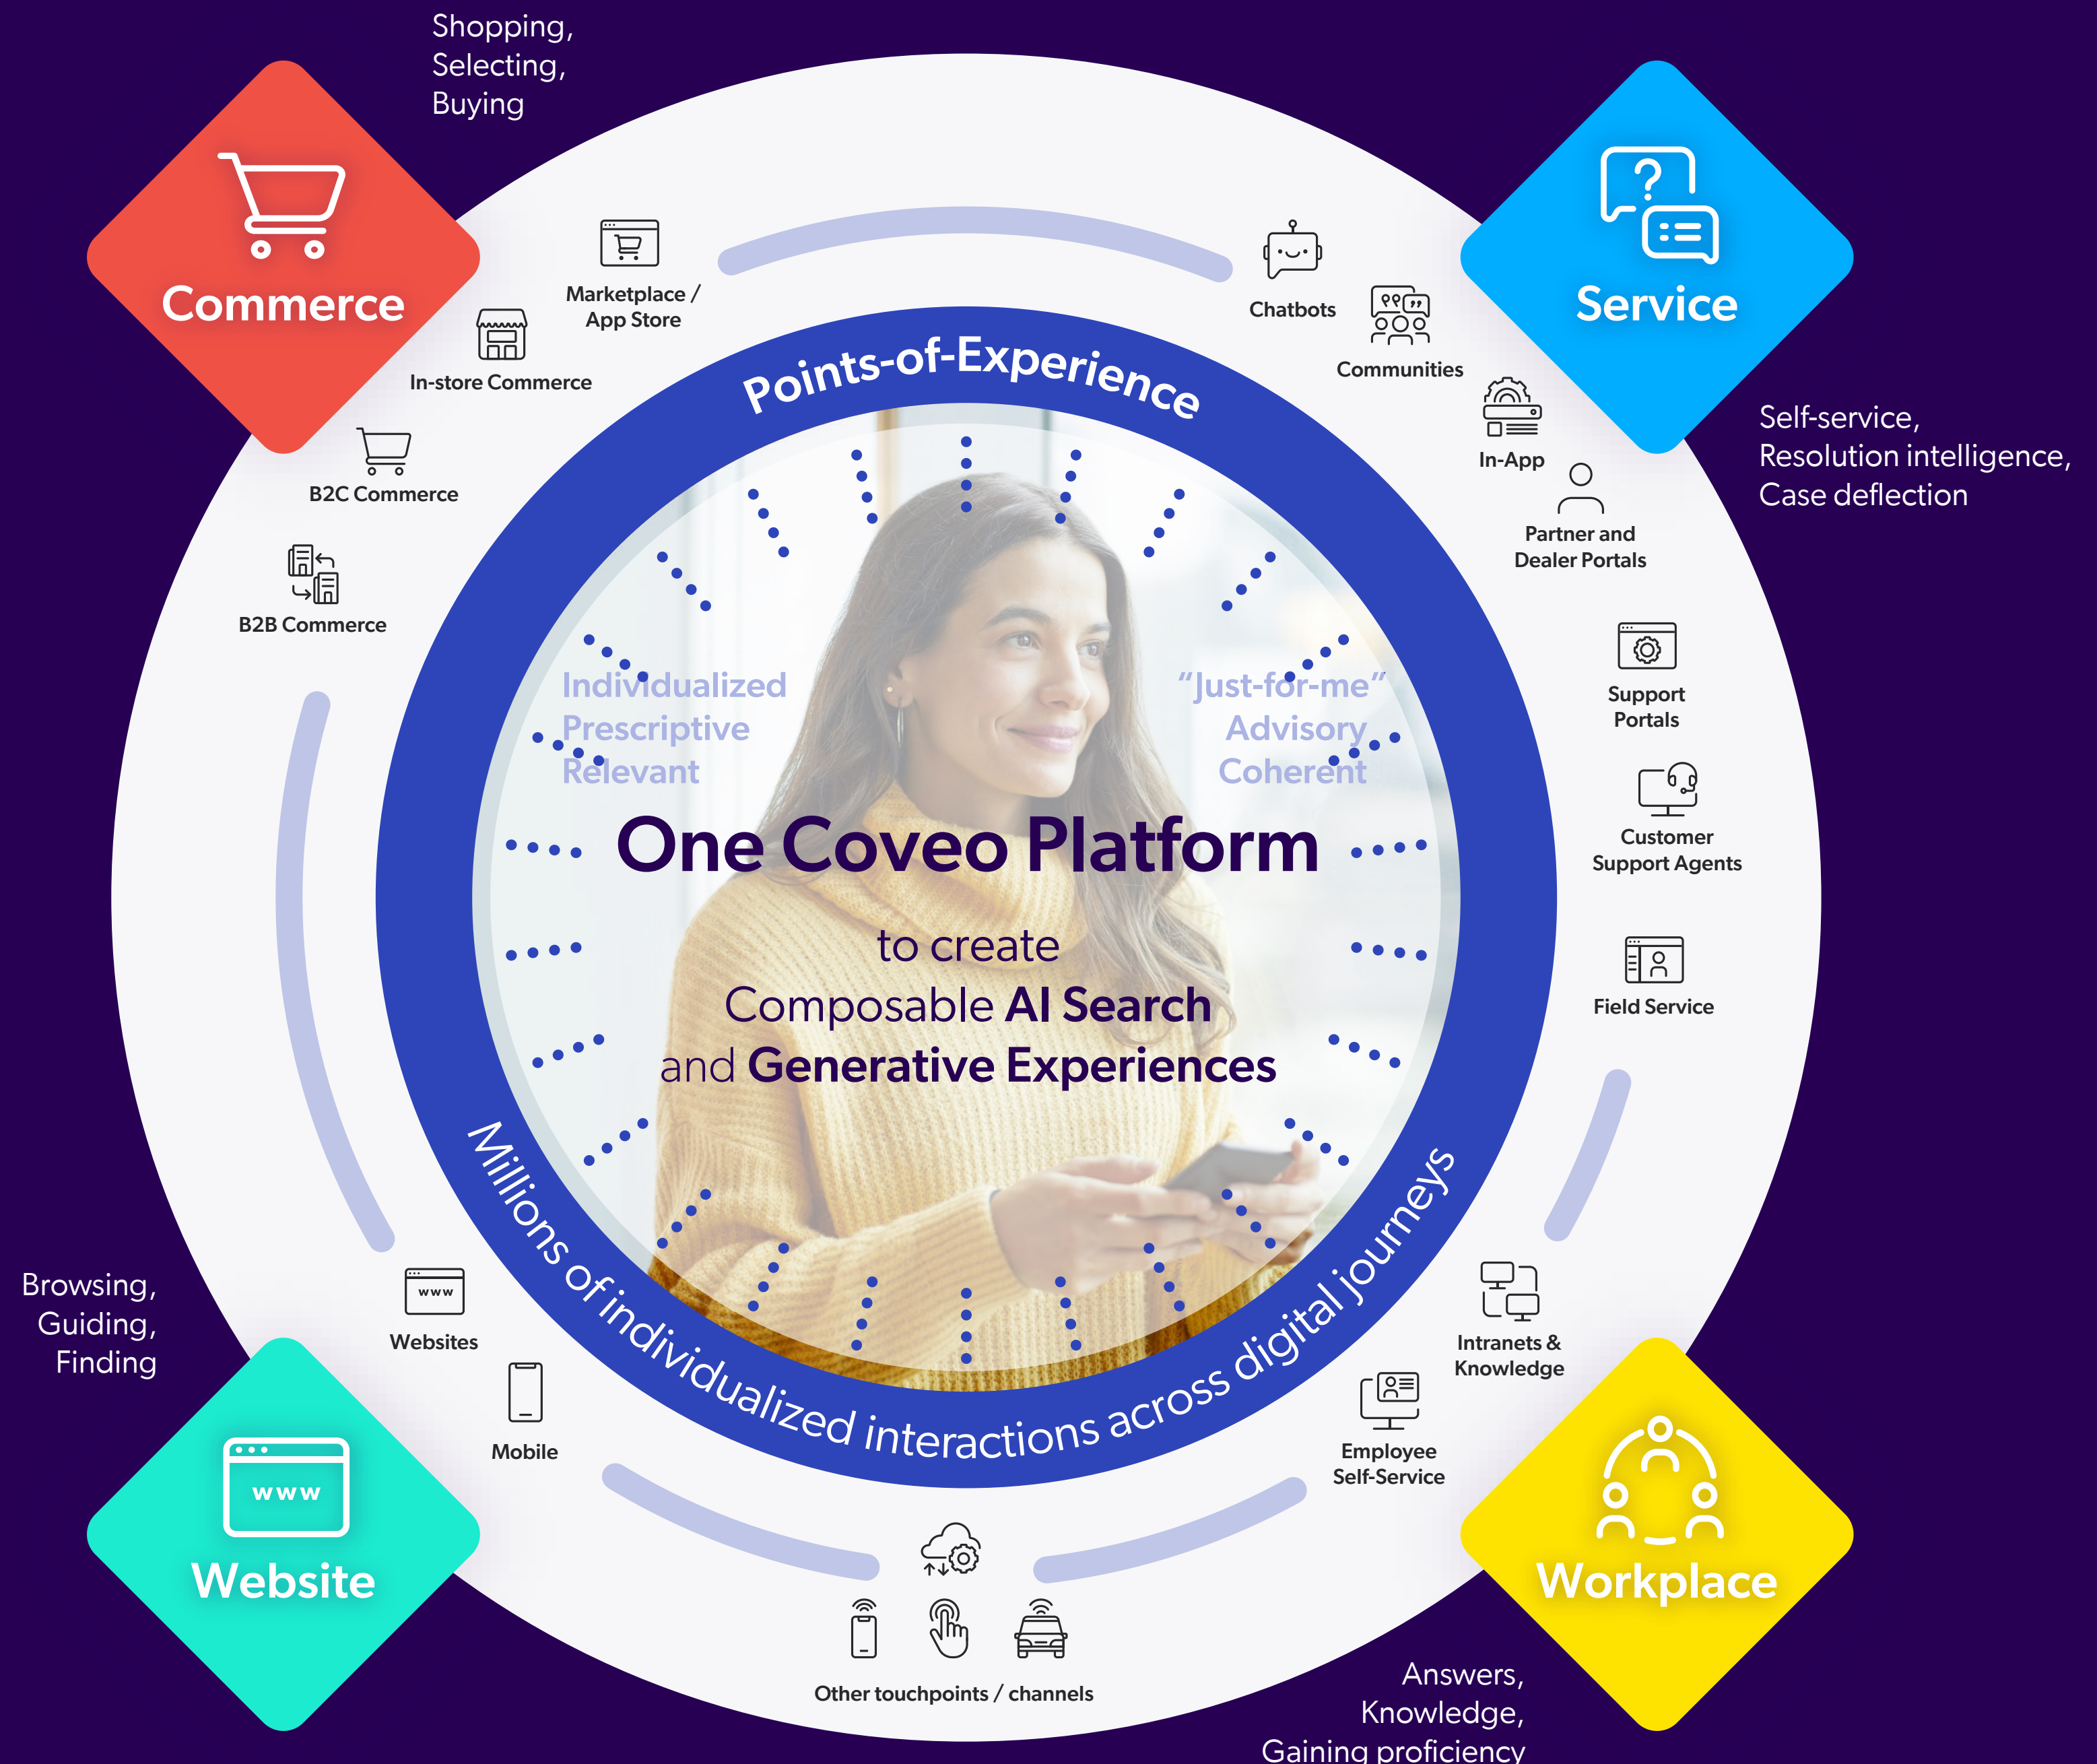 Shopping,
Selecting,
Buying
Commerce
Marketplace /
App Store
In-store Commerce
B2C Commerce
B2B Commerce
Chatbots
Communities
In-App
Partner and
Dealer Portals
Support
Portals
Customer
Support Agents
Field Service
Service
Self-service,
Resolution intelligence,
Case deflection
Points-of-Experience
Individualized
Prescriptive
Relevant
“Just-for-me”
Advisory
Coherent
One Coveo Platform
to create
Composable AI Search
and Generative Experiences
Millions of individualized interactions across digital journeys
Browsing,
Guiding,
Finding
www
Websites
Mobile
www
Website
Other touchpoints / channels
Intranets &
Knowledge
Employee
Self-Service
Workplace
Answers,
Knowledge,
Gaining proficiency